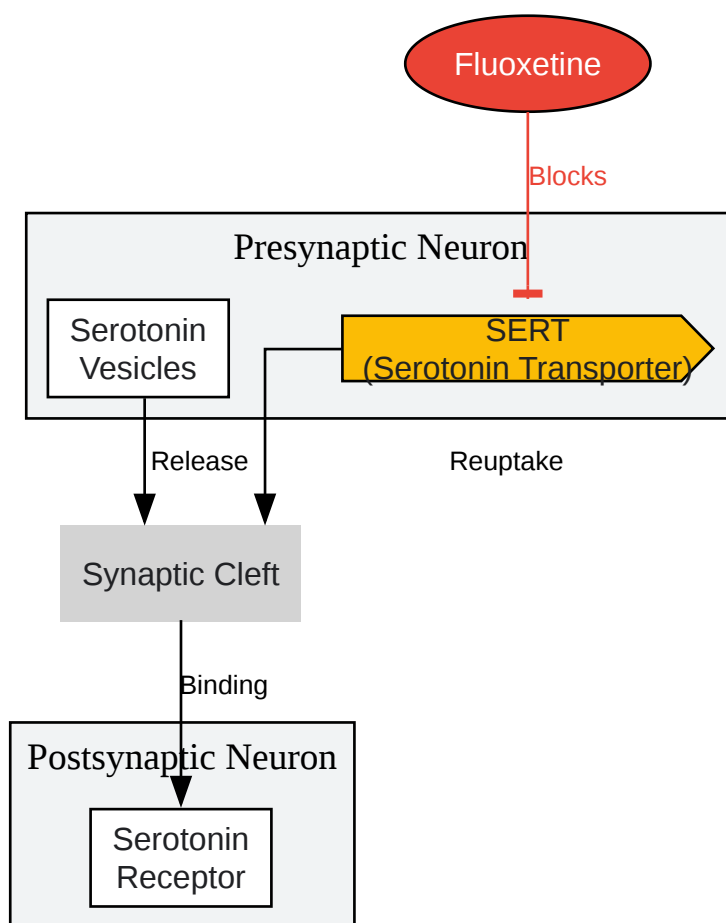 Fluoxetine
Blocks
Presynaptic Neuron
Serotonin
Vesicles
SERT
(Serotonin Transporter)
Release
Reuptake
Synaptic Cleft
Binding
Postsynaptic Neuron
Serotonin
Receptor